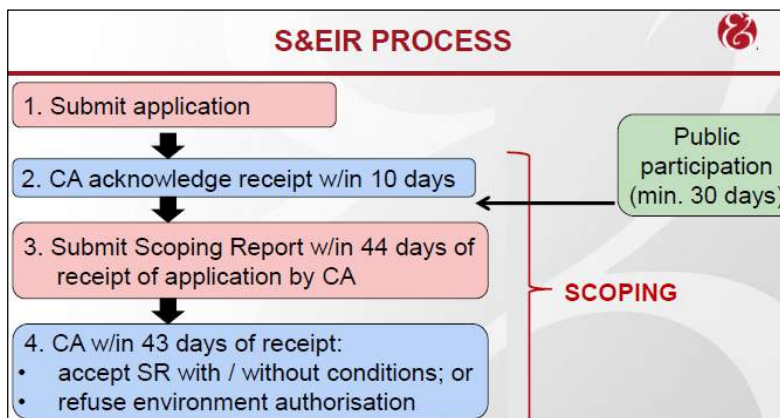 S&EIR PROCESS
1. Submit application
2. CA acknowledge receipt w/in 10 days
Public
participation
(min. 30 days)
3. Submit Scoping Report w/in 44 days of
receipt of application by CA
SCOPING
4. CA w/in 43 days of receipt:
• accept SR with / without conditions; or
• refuse environment authorisation